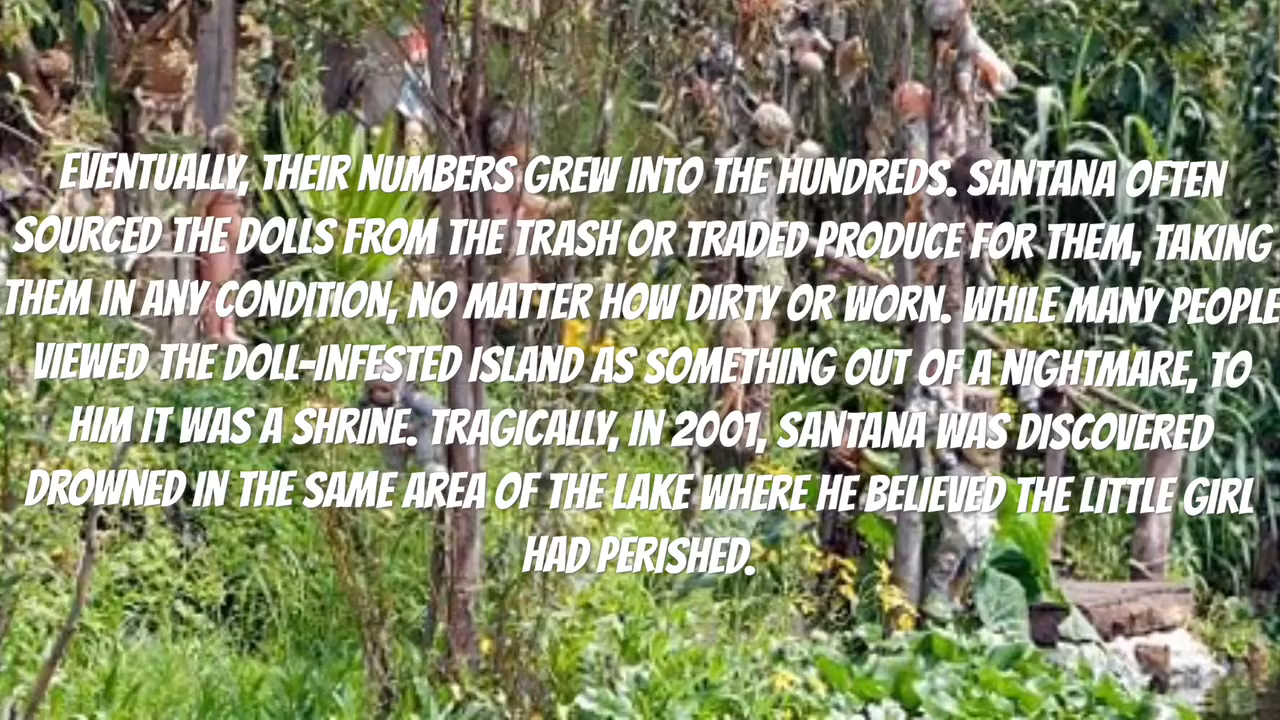 EVENTUALLY, THEIR NUMBERS GREW INTO THE HUNDREDS. SANTANA OFTEN
SOURCED THE DOLLS FROM THE TRASH OR TRADED PRODUCE FOR THEM, TAKING
THEM IN ANY CONDITION, NO MATTER HOW DIRTY OR WORN. WHILE MANY PEOPLE
VIEWED THE DOLL-INFESTED ISLAND AS SOMETHING OUT OF A NIGHTMARE, TO
HIM IT WAS A SHRINE. TRAGICALLY, IN 2001, SANTANA WAS DISCOVERED
DROWNED IN THE SAME AREA OF THE LAKE WHERE HE BELIEVED THE LITTLE GIRL
HAD PERISHED.